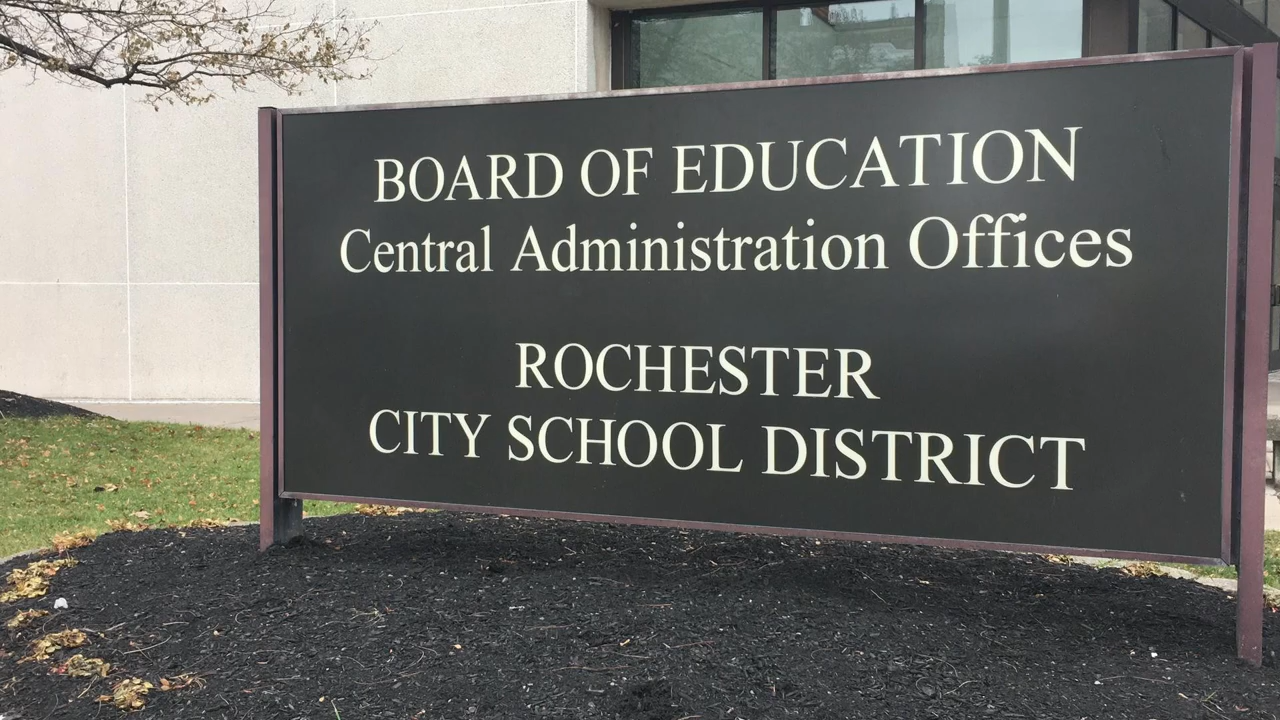 BOARD OF EDUCATION
Central Administration Offices
ROCHESTER
CITY SCHOOL DISTRICT